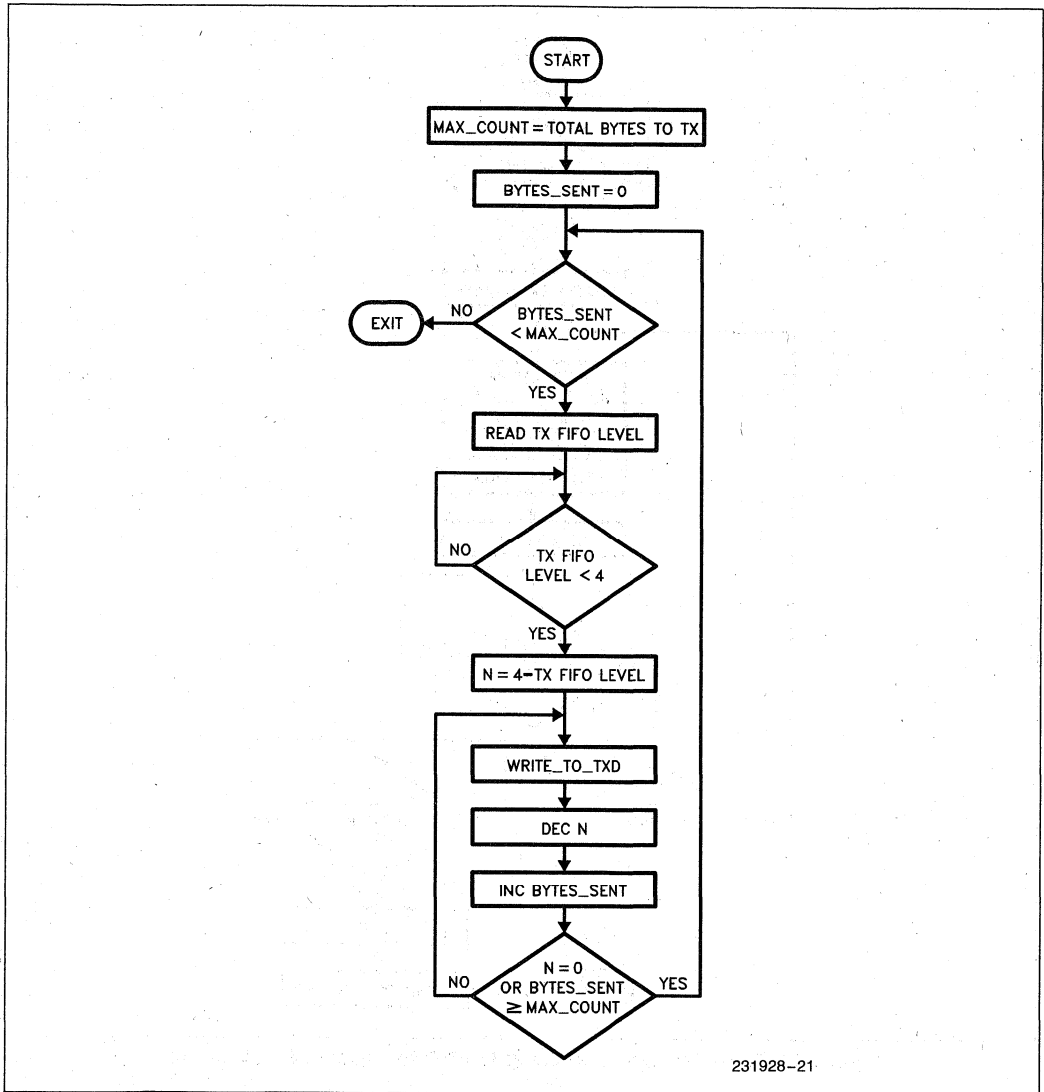 START
MAX_COUNT=TOTAL BYTES TO TX
BYTES_SENT=0
BYTES_SENT
< MAX_COUNT
NO
EXIT
YES
READ TX FIFO LEVEL
TX FIFO
LEVEL < 4
NO
YES
N = 4-TX FIFO LEVEL
WRITE_TO_TXD
DEC N
INC BYTES_SENT
N = 0
OR BYTES_SENT
≥ MAX_COUNT
NO
YES
231928-21